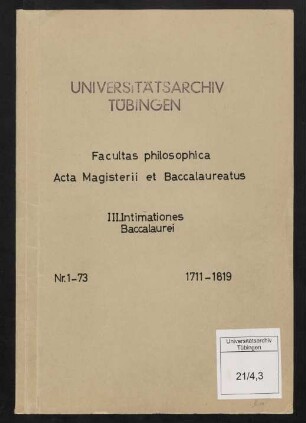 UNIVERSITÄTSARCHIV
TÜBINGEN
Facultas philosophica
Acta Magisterii et Baccalaureatus
III.Intimationes
Baccalaurei
Nr.1-73 1711-1819
Universitätsarchiv
Tübingen
21/4,3